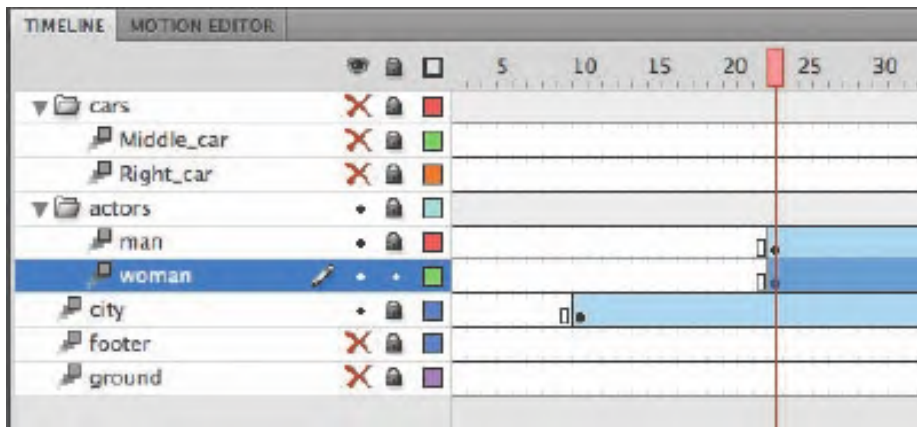 TIMELINE MOTION EDITOR
5 10 15 20 25 30
cars
Middle_car
Right_car
actors
man
woman
city
footer
ground